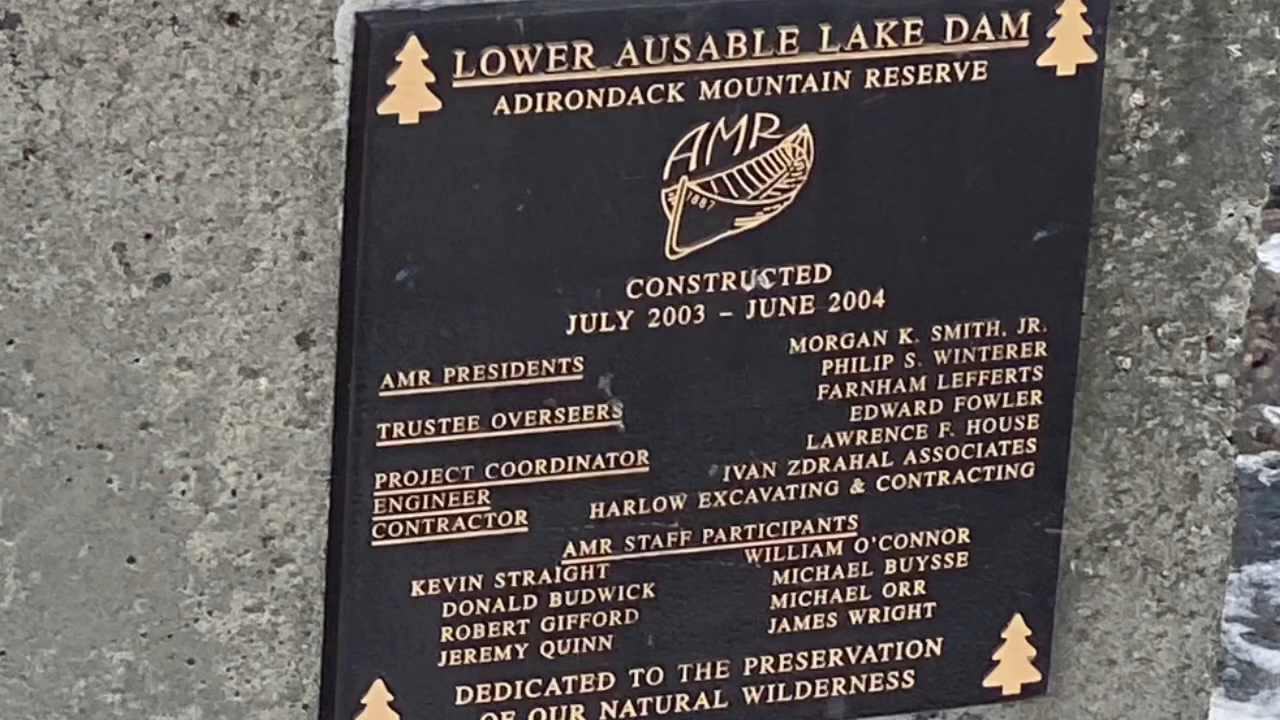 LOWER AUSABLE LAKE DAM
ADIRONDACK MOUNTAIN RESERVE
AMR
1887
CONSTRUCTED
JULY 2003 – JUNE 2004
AMR PRESIDENTS MORGAN K. SMITH, JR.
PHILIP S. WINTERER
TRUSTEE OVERSEERS FARNHAM LEFFERTS
EDWARD FOWLER
PROJECT COORDINATOR LAWRENCE F. HOUSE
ENGINEER IVAN ZDRAHAL ASSOCIATES
CONTRACTOR HARLOW EXCAVATING & CONTRACTING
AMR STAFF PARTICIPANTS
KEVIN STRAIGHT WILLIAM O'CONNOR
DONALD BUDWICK MICHAEL BUYSSE
ROBERT GIFFORD MICHAEL ORR
JEREMY QUINN JAMES WRIGHT
DEDICATED TO THE PRESERVATION
OF OUR NATURAL WILDERNESS